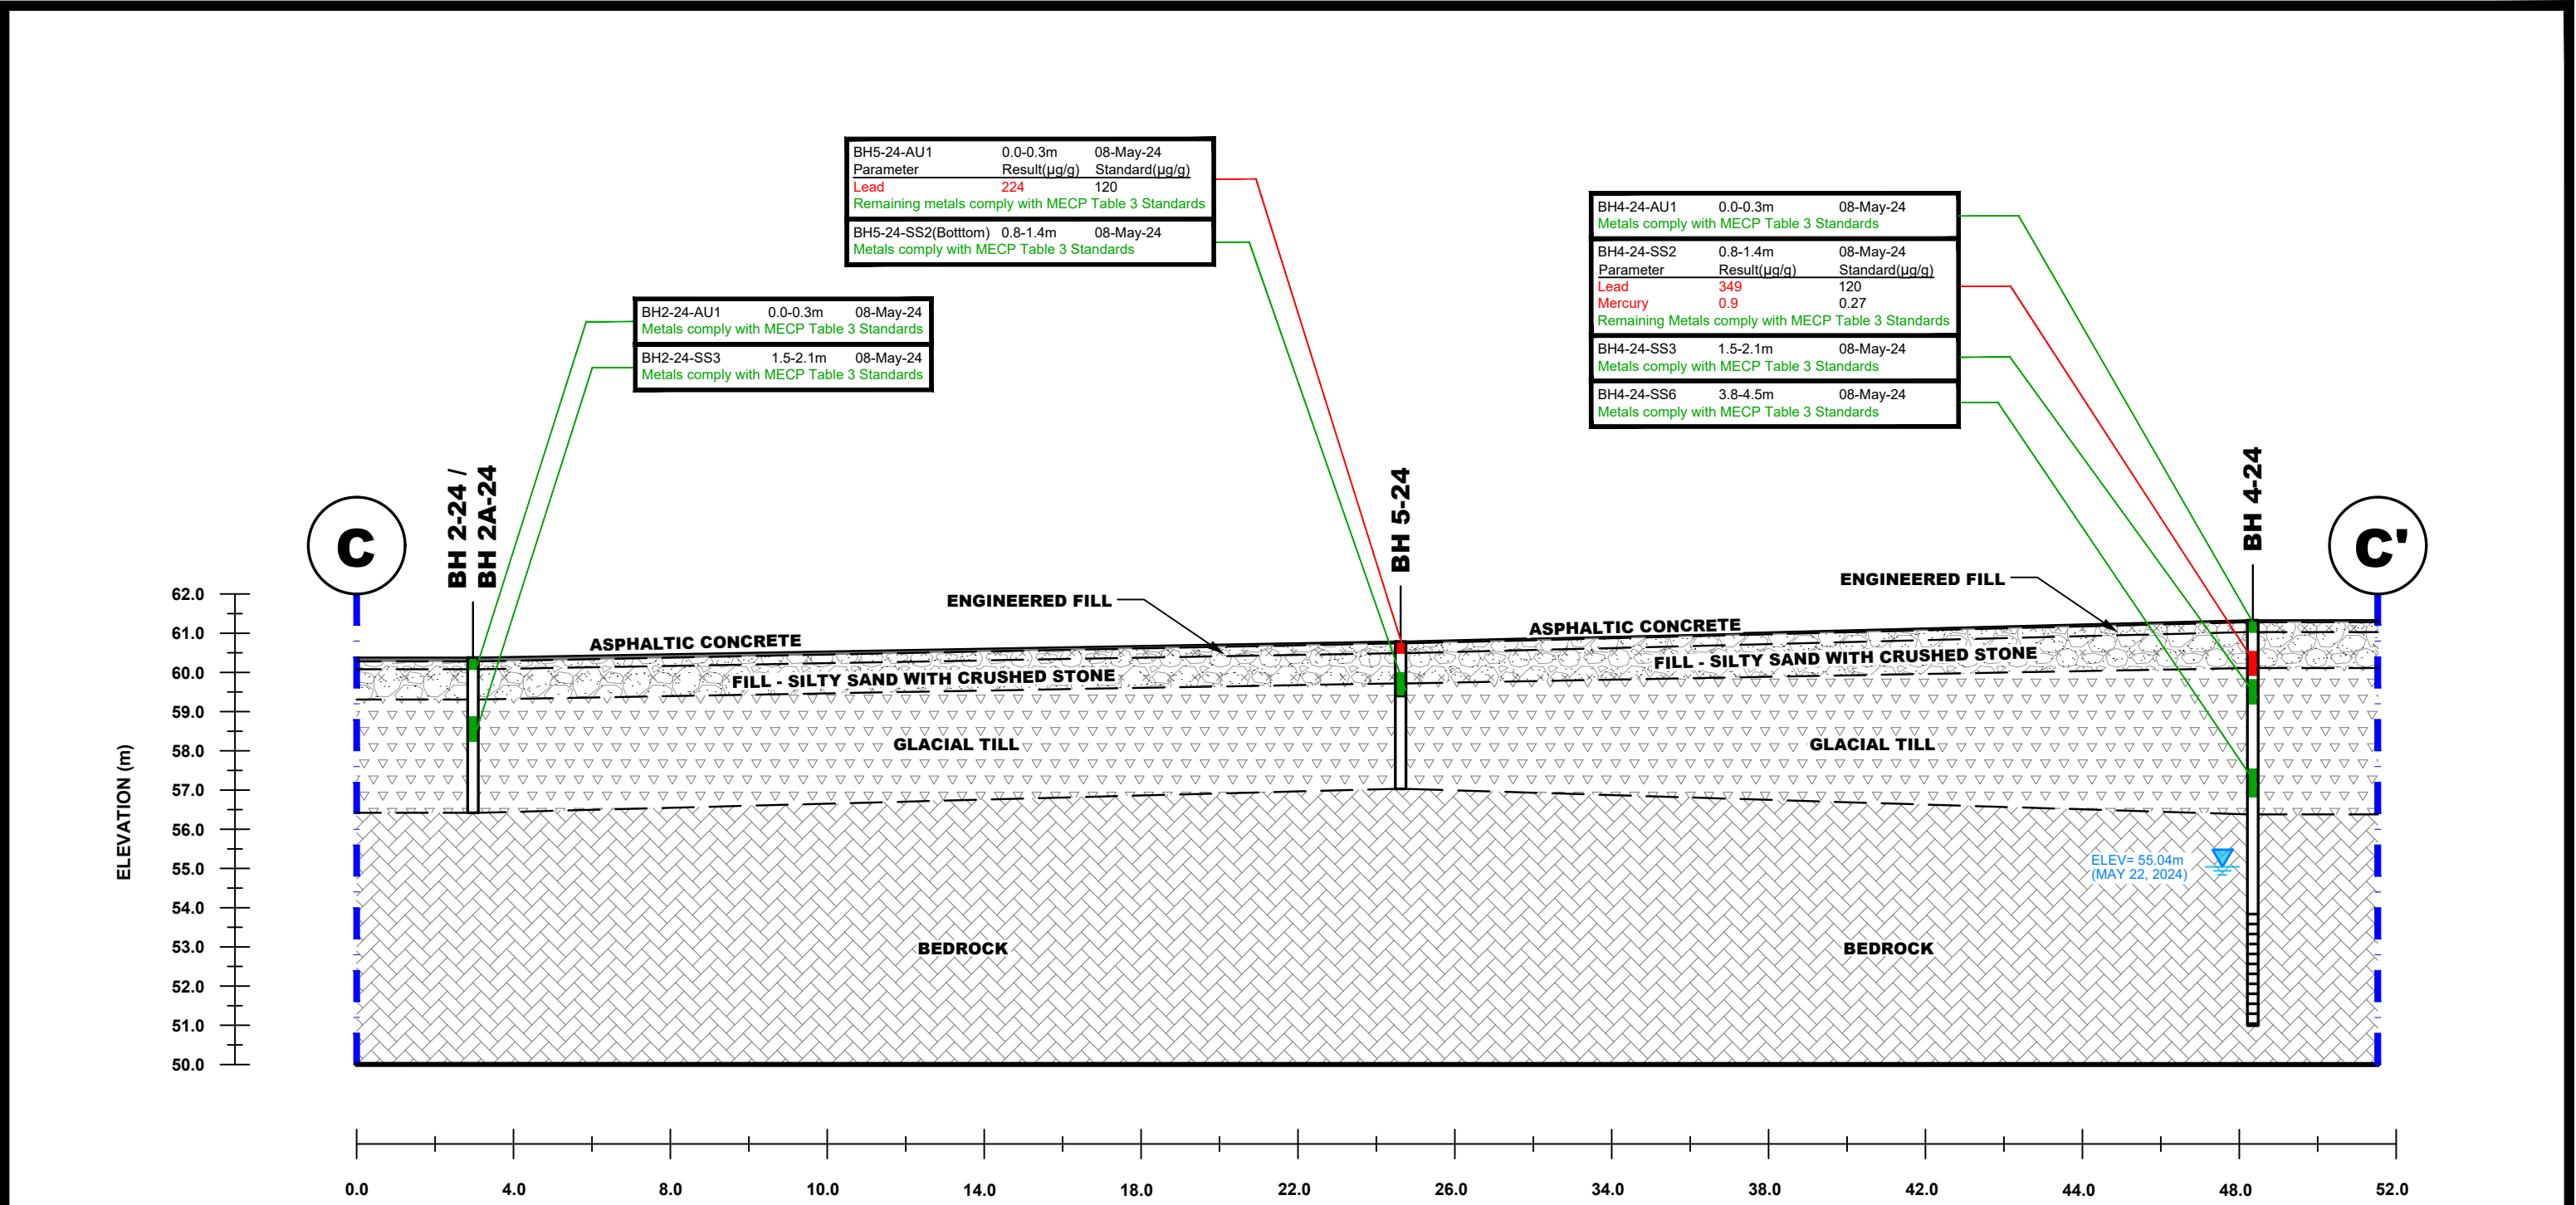 BH5-24-AU1 0.0-0.3m 08-May-24
Parameter Result(µg/g) Standard(µg/g)
Lead 224 120
Remaining metals comply with MECP Table 3 Standards
BH5-24-SS2(Botttom) 0.8-1.4m 08-May-24
Metals comply with MECP Table 3 Standards
BH4-24-AU1 0.0-0.3m 08-May-24
Metals comply with MECP Table 3 Standards
BH4-24-SS2 0.8-1.4m 08-May-24
Parameter Result(µg/g) Standard(µg/g)
Lead 349 120
Mercury 0.9 0.27
Remaining Metals comply with MECP Table 3 Standards
BH4-24-SS3 1.5-2.1m 08-May-24
Metals comply with MECP Table 3 Standards
BH4-24-SS6 3.8-4.5m 08-May-24
Metals comply with MECP Table 3 Standards
BH2-24-AU1 0.0-0.3m 08-May-24
Metals comply with MECP Table 3 Standards
BH2-24-SS3 1.5-2.1m 08-May-24
Metals comply with MECP Table 3 Standards
C
BH 2-24 /
BH 2A-24
BH 5-24
BH 4-24
C'
ENGINEERED FILL
ENGINEERED FILL
ASPHALTIC CONCRETE
ASPHALTIC CONCRETE
FILL - SILTY SAND WITH CRUSHED STONE
FILL - SILTY SAND WITH CRUSHED STONE
GLACIAL TILL
GLACIAL TILL
ELEV= 55.04m
(MAY 22, 2024)
BEDROCK
BEDROCK
ELEVATION (m)
62.0
61.0
60.0
59.0
58.0
57.0
56.0
55.0
54.0
53.0
52.0
51.0
50.0
0.0 4.0 8.0 10.0 14.0 18.0 22.0 26.0 34.0 38.0 42.0 44.0 48.0 52.0